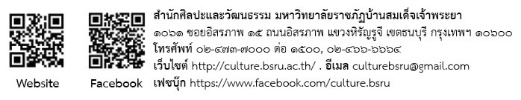 สำนักศิลปะและวัฒนธรรม มหาวิทยาลัยราชภัฏบ้านสมเด็จเจ้าพระยา
๑๐๖๑ ซอยอิสรภาพ ๑๕ ถนนอิสรภาพ แขวงหิรัญรูจี เขตธนบุรี กรุงเทพฯ ๑๐๖๐๐
โทรศัพท์ ๐๒-๔๗๓-๗๐๐๐ ต่อ ๑๕๐๐, ๐๒-๔๖๖-๖๖๖๔
เว็บไซต์ http://culture.bsru.ac.th/ . อีเมล culturebsru@gmail.com
เฟซบุ๊ก https://www.facebook.com/culture.bsru
Website Facebook